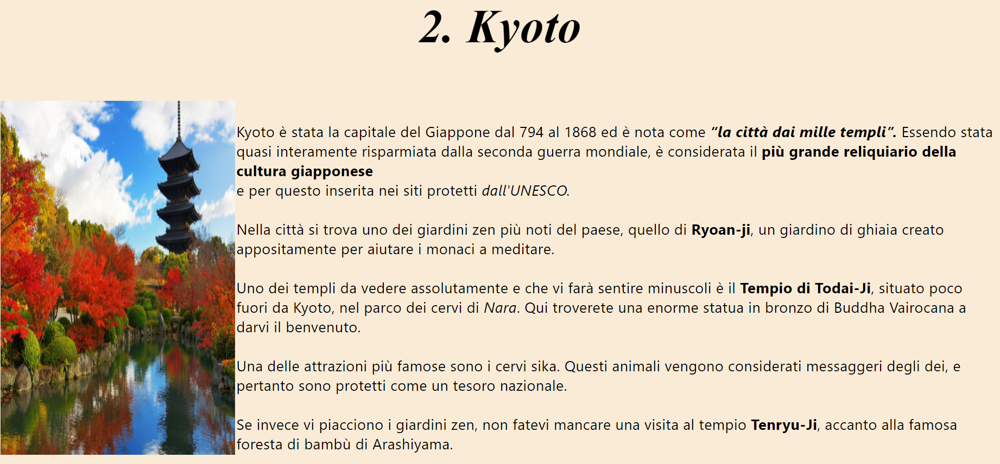 2. Kyoto
Kyoto è stata la capitale del Giappone dal 794 al 1868 ed è nota come “la città dai mille templi”. Essendo stata
quasi interamente risparmiata dalla seconda guerra mondiale, è considerata il più grande reliquiario della
cultura giapponese
e per questo inserita nei siti protetti dall'UNESCO.
Nella città si trova uno dei giardini zen più noti del paese, quello di Ryoan-ji, un giardino di ghiaia creato
appositamente per aiutare i monaci a meditare.
Uno dei templi da vedere assolutamente e che vi farà sentire minuscoli è il Tempio di Todai-Ji, situato poco
fuori da Kyoto, nel parco dei cervi di Nara. Qui troverete una enorme statua in bronzo di Buddha Vairocana a
darvi il benvenuto.
Una delle attrazioni più famose sono i cervi sika. Questi animali vengono considerati messaggeri degli dei, e
pertanto sono protetti come un tesoro nazionale.
Se invece vi piacciono i giardini zen, non fatevi mancare una visita al tempio Tenryu-Ji, accanto alla famosa
foresta di bambù di Arashiyama.